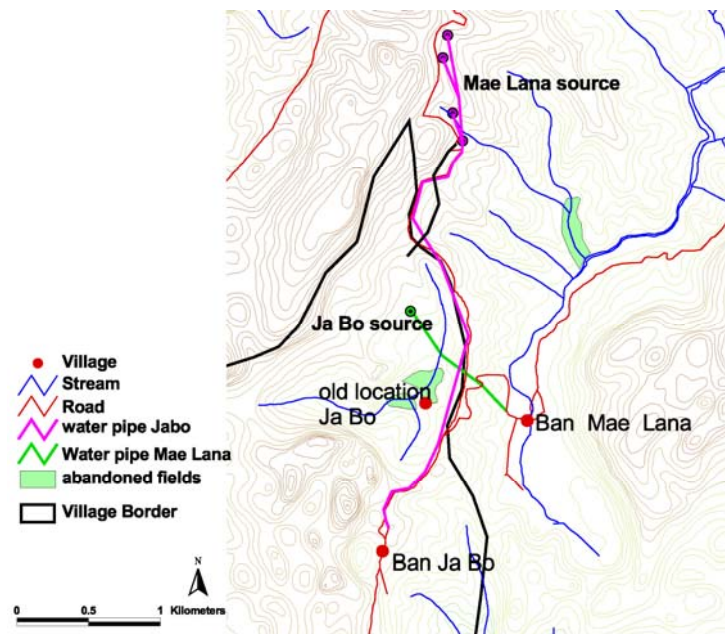 Mae Lana source
Ja Bo source
old location
Ja Bo
Ban Mae Lana
Ban Ja Bo
Village
Stream
Road
water pipe Jabo
Water pipe Mae Lana
abandoned fields
Village Border
N
0 0.5 1
Kilometers